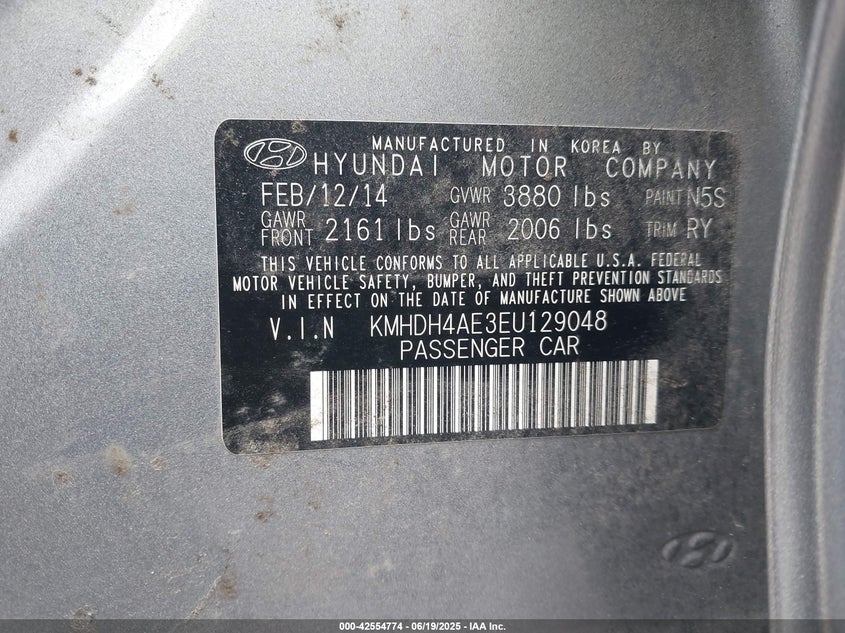 MANUFACTURED IN KOREA BY
HYUNDAI MOTOR COMPANY
FEB/12/14 GVWR 3880 lbs PAINT N5S
GAWR FRONT 2161 lbs GAWR REAR 2006 lbs TRIM RY
THIS VEHICLE CONFORMS TO ALL APPLICABLE U.S.A. FEDERAL
MOTOR VEHICLE SAFETY, BUMPER, AND THEFT PREVENTION STANDARDS
IN EFFECT ON THE DATE OF MANUFACTURE SHOWN ABOVE
V.I.N KMHDH4AE3EU129048
PASSENGER CAR
000-42554774 - 06/19/2025 - IAA Inc.